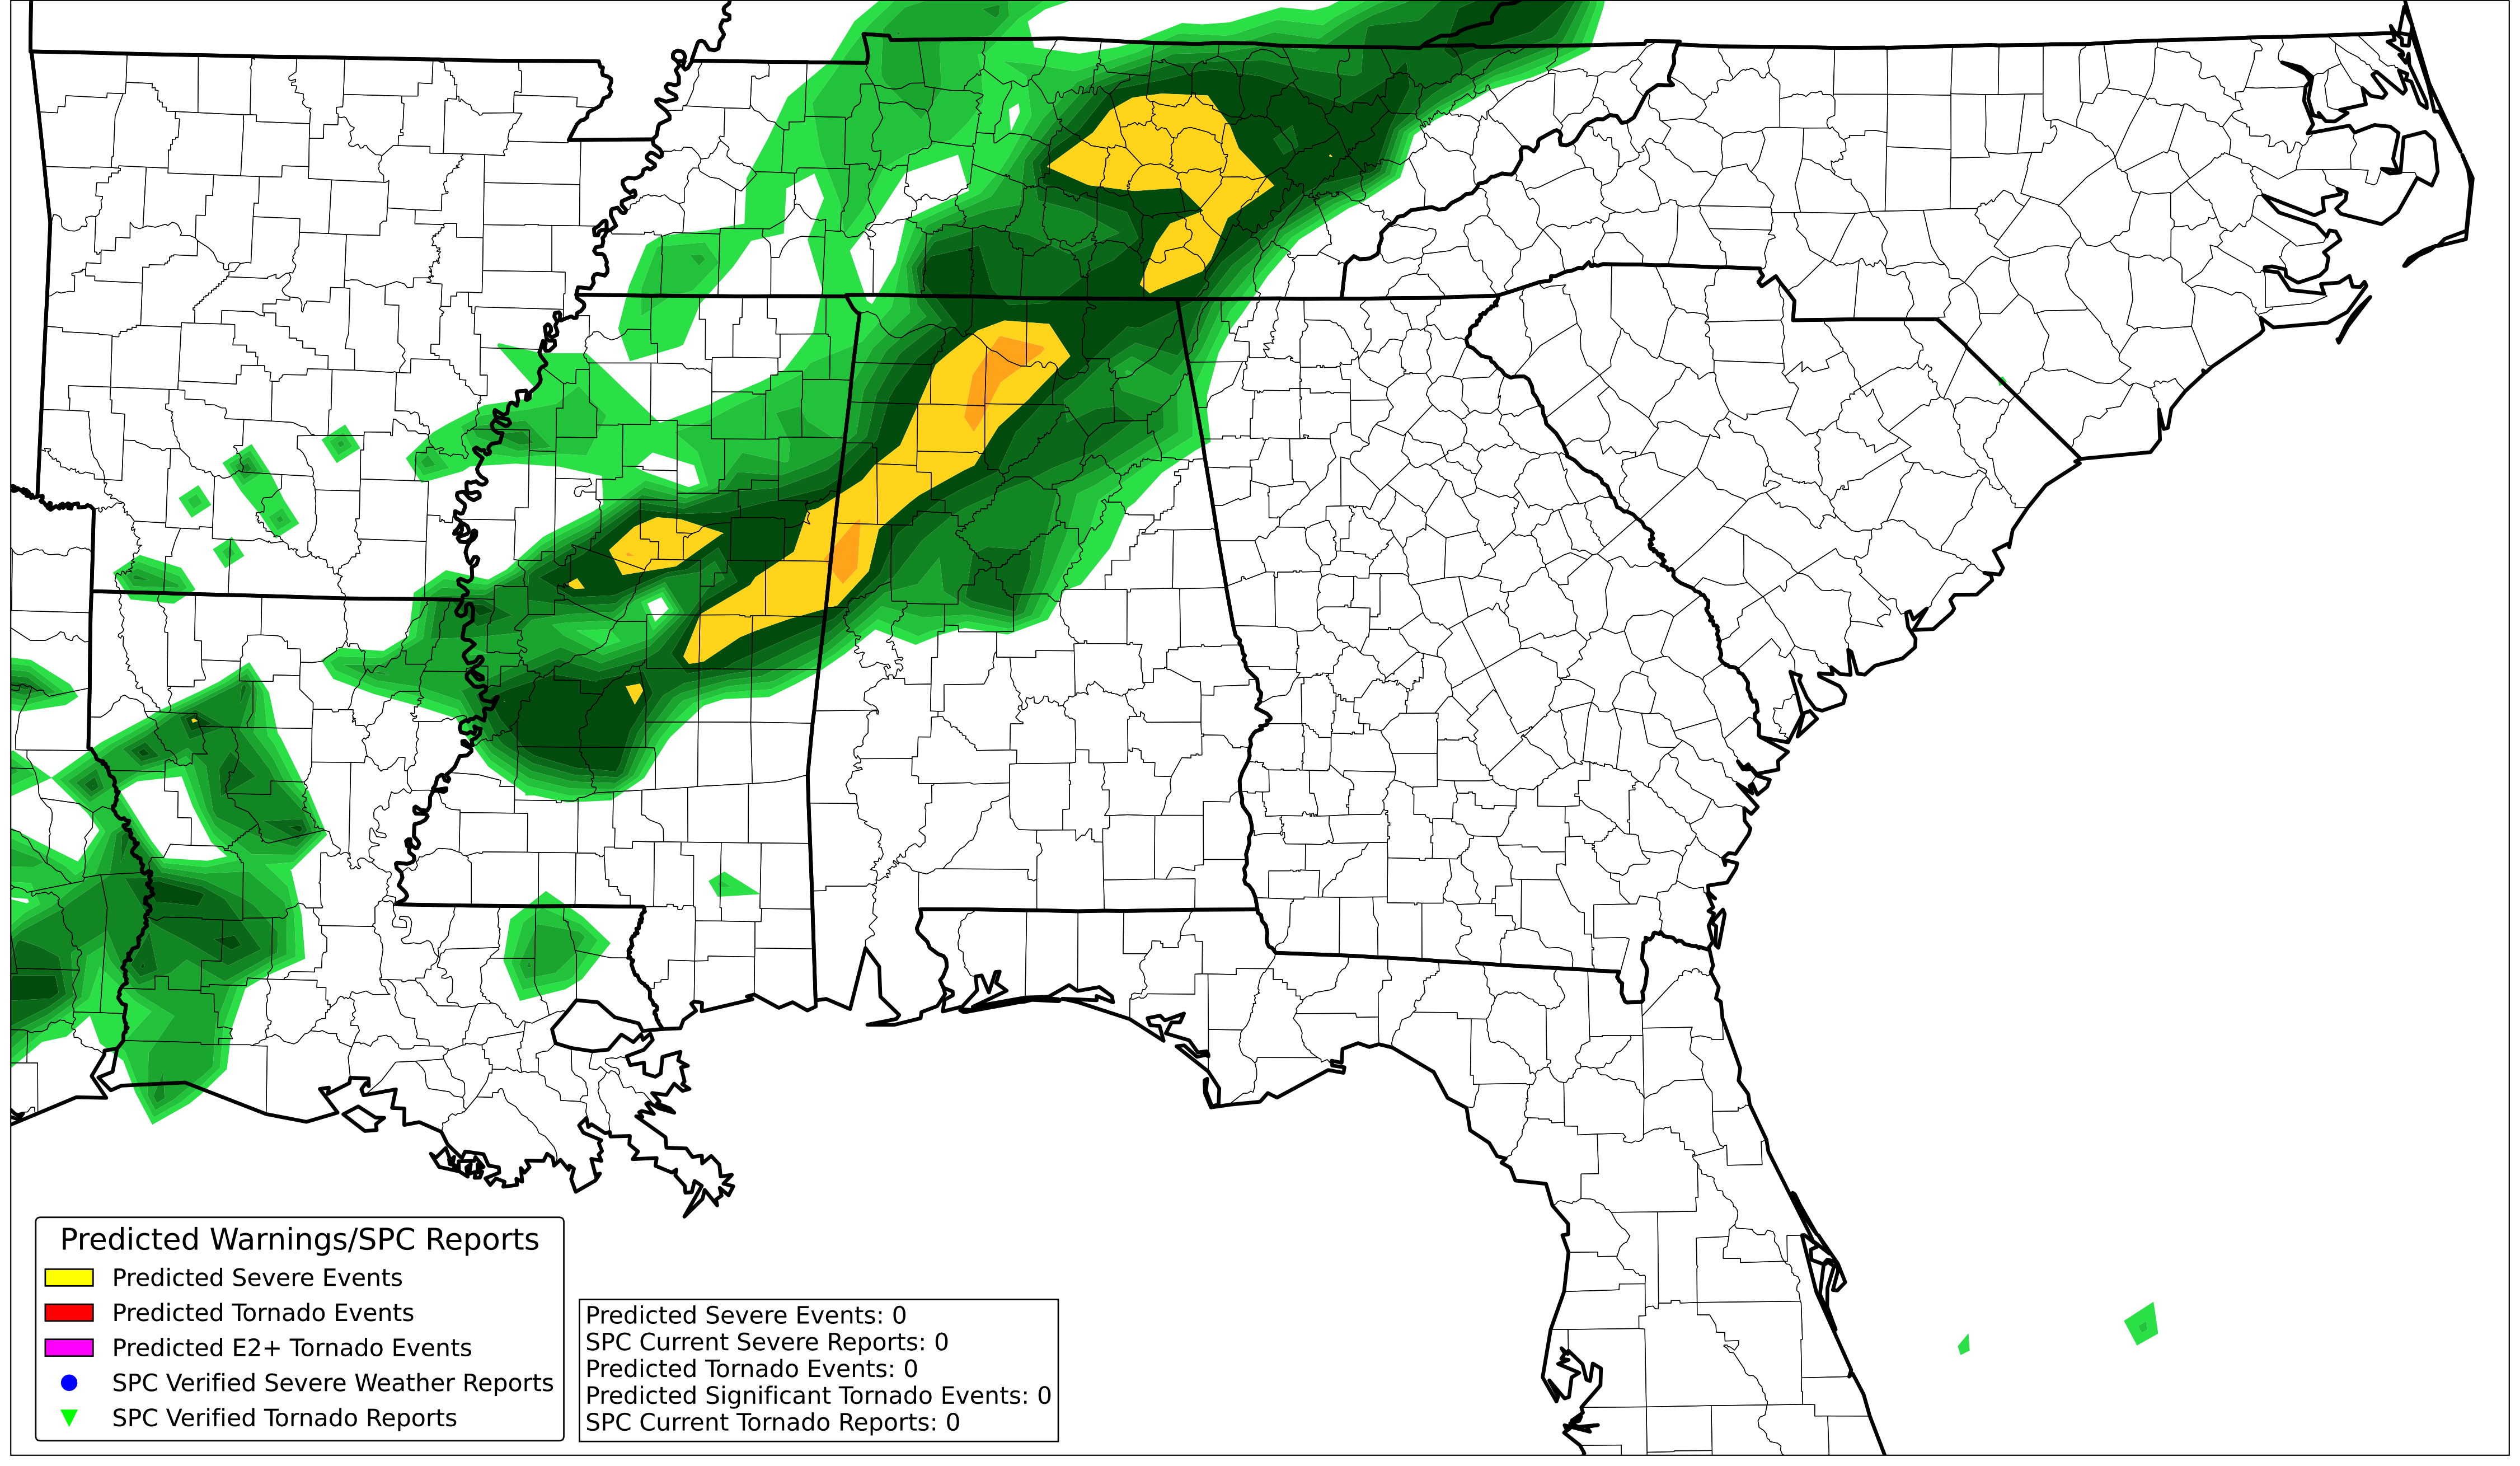 Predicted Warnings/SPC Reports
Predicted Severe Events
Predicted Tornado Events
Predicted E2+ Tornado Events
SPC Verified Severe Weather Reports
SPC Verified Tornado Reports
Predicted Severe Events: 0
SPC Current Severe Reports: 0
Predicted Tornado Events: 0
Predicted Significant Tornado Events: 0
SPC Current Tornado Reports: 0